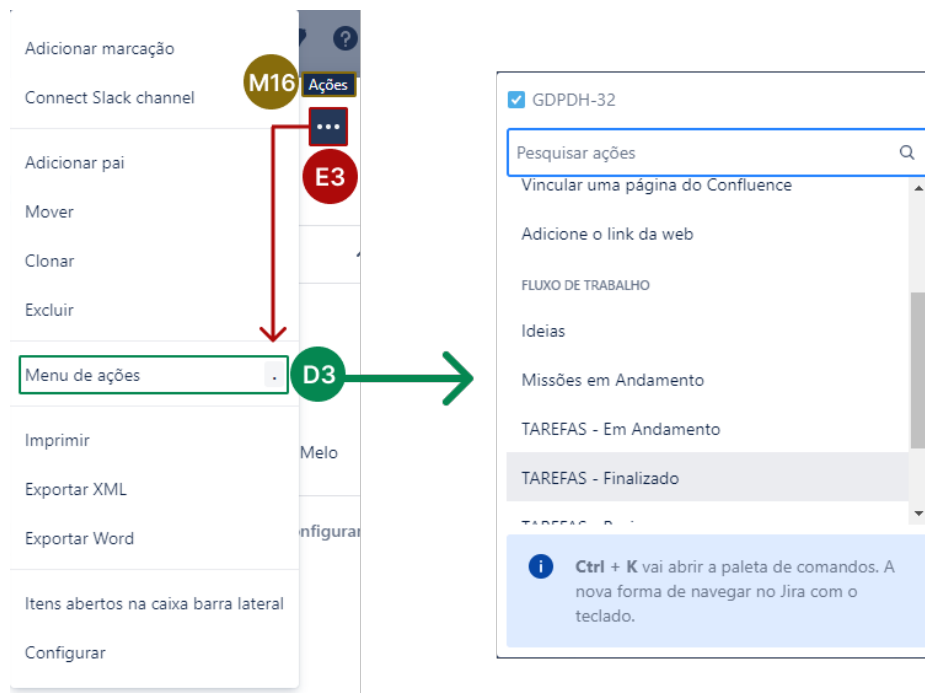 Adicionar marcação
Connect Slack channel
Adicionar pai
Mover
Clonar
Excluir
Menu de ações .
Imprimir
Exportar XML
Exportar Word
Itens abertos na caixa barra lateral
Configurar
?
M16
Ações
...
E3
D3
Melo
nfigurar
GDPDH-32
Pesquisar ações
Vincular uma página do Confluence
Adicione o link da web
FLUXO DE TRABALHO
Ideias
Missões em Andamento
TAREFAS - Em Andamento
TAREFAS - Finalizado
TAREFAS -
i
Ctrl + K vai abrir a paleta de comandos. A
nova forma de navegar no Jira com o
teclado.